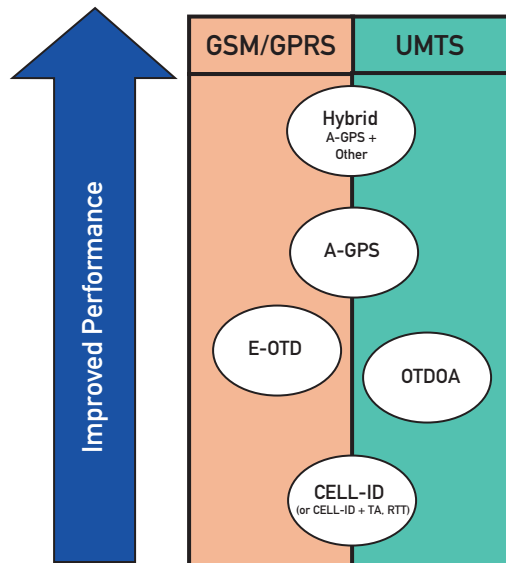 GSM/GPRS
UMTS
Improved Performance
Hybrid
A-GPS +
Other
A-GPS
E-OTD
OTDOA
CELL-ID
(or CELL-ID + TA, RTT)